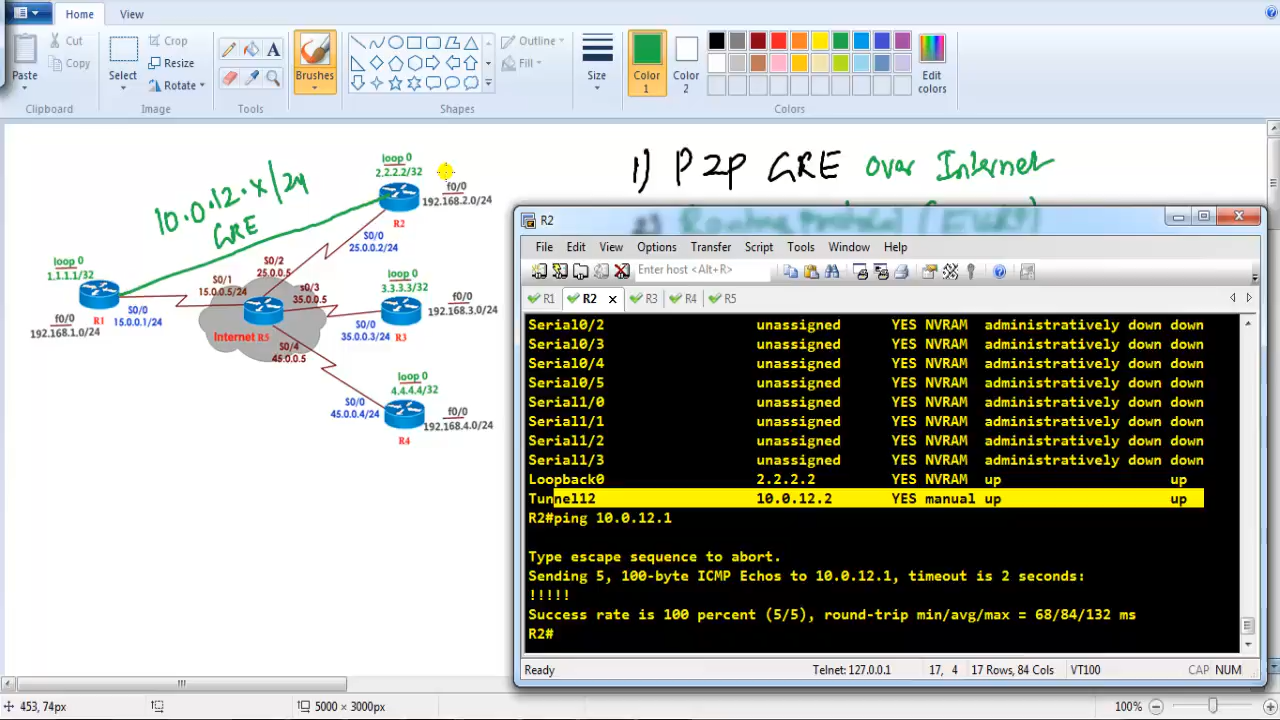 Home View
Cut
Copy
Paste
Clipboard
Select
Crop
Resize
Rotate
Image
Tools
Brushes
Shapes
Outline
Fill
Size
Color 1
Color 2
Edit colors
Colors
1) P2P GRE over Internet
2) Routing protocol (EIGRP)
10.0.12.X/24
GRE
loop 0
2.2.2.2/32
f0/0
192.168.2.0/24
R2
S0/0
25.0.0.2/24
loop 0
1.1.1.1/32
S0/2
25.0.0.5
S0/1
15.0.0.5/24
s0/3
35.0.0.5
loop 0
3.3.3.3/32
f0/0
192.168.3.0/24
R1
S0/0
15.0.0.1/24
f0/0
192.168.1.0/24
Internet R5
S0/0
35.0.0.3/24
R3
S0/4
45.0.0.5
loop 0
4.4.4.4/32
S0/0
45.0.0.4/24
f0/0
192.168.4.0/24
R4
R2
File Edit View Options Transfer Script Tools Window Help
Enter host <Alt+R>
R1 R2 R3 R4 R5
Serial0/2 unassigned YES NVRAM administratively down down
Serial0/3 unassigned YES NVRAM administratively down down
Serial0/4 unassigned YES NVRAM administratively down down
Serial0/5 unassigned YES NVRAM administratively down down
Serial1/0 unassigned YES NVRAM administratively down down
Serial1/1 unassigned YES NVRAM administratively down down
Serial1/2 unassigned YES NVRAM administratively down down
Serial1/3 unassigned YES NVRAM administratively down down
Loopback0 2.2.2.2 YES NVRAM up up
Tunnel12 10.0.12.2 YES manual up up
R2#ping 10.0.12.1
Type escape sequence to abort.
Sending 5, 100-byte ICMP Echos to 10.0.12.1, timeout is 2 seconds:
!!!!!
Success rate is 100 percent (5/5), round-trip min/avg/max = 68/84/132 ms
R2#
Ready Telnet: 127.0.0.1 17, 4 17 Rows, 84 Cols VT100 CAP NUM
453, 74px 5000 × 3000px 100%